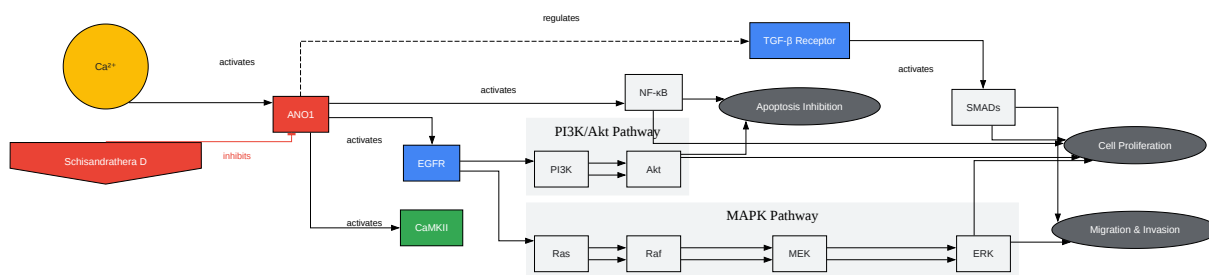 regulates
TGF-β Receptor
Ca²⁺
activates
activates
NF-κB
activates
SMADs
ANO1
Apoptosis Inhibition
PI3K/Akt Pathway
activates
Cell Proliferation
Schisandrathera D
inhibits
EGFR
PI3K
Akt
MAPK Pathway
activates
CaMKII
Migration & Invasion
Ras
Raf
MEK
ERK